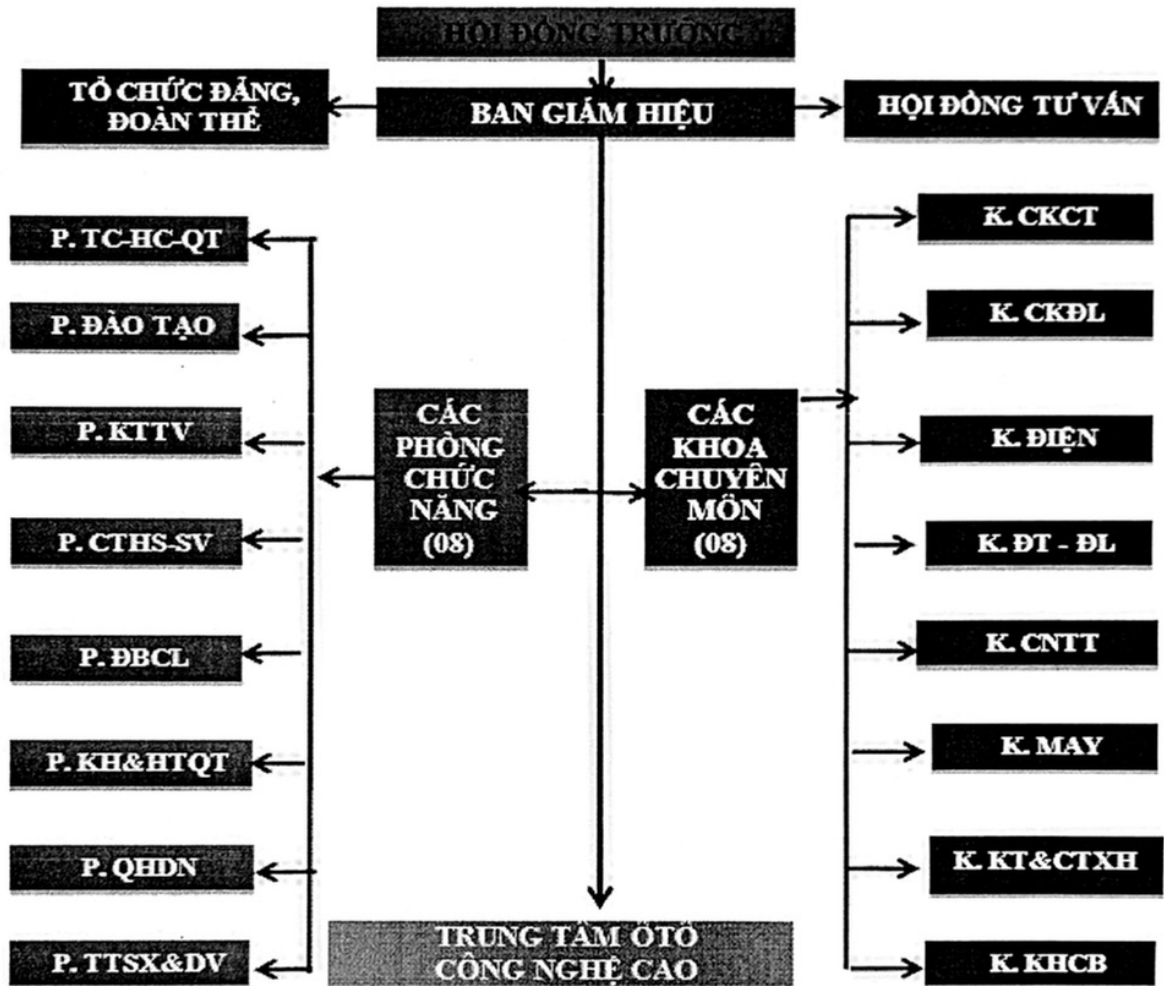 HỘI ĐỒNG TRƯỜNG
TỔ CHỨC ĐẢNG,
ĐOÀN THỂ
BAN GIÁM HIỆU
HỘI ĐỒNG TƯ VẤN
P. TC-HC-QT
P. ĐÀO TẠO
P. KTTV
P. CTHS-SV
P. ĐBCL
P. KH&HTQT
P. QHDN
P. TTSX&DV
CÁC
PHÒNG
CHỨC
NĂNG
(08)
CÁC
KHOA
CHUYÊN
MÔN
(08)
K. CKCT
K. CKĐL
K. ĐIỆN
K. ĐT - ĐL
K. CNTT
K. MAY
K. KT&CTXH
K. KHCB
TRUNG TÂM ÔTÔ
CÔNG NGHỆ CAO